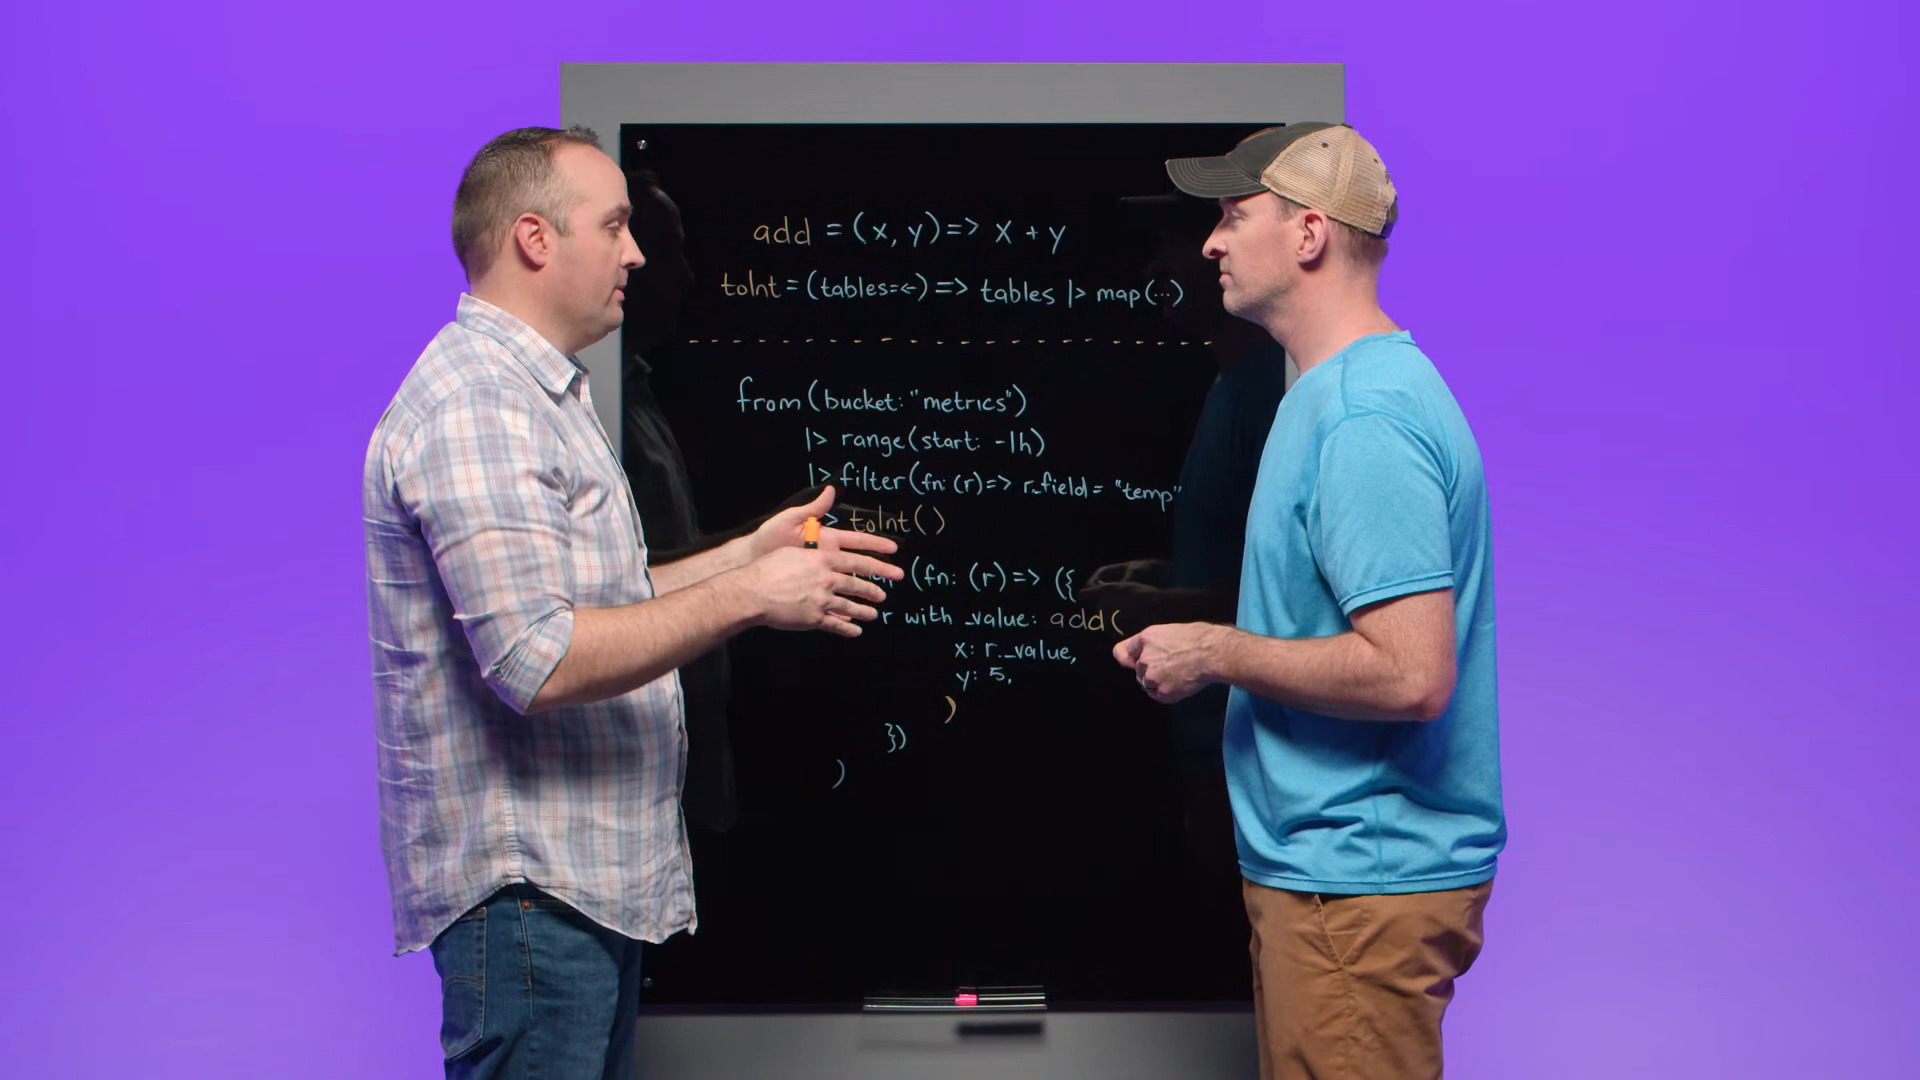 add = (x, y) => x + y
toInt = (tables=<-) => tables |> map(...)
from (bucket: "metrics")
|> range(start: -1h)
|> filter(fn: (r) => r._field = "temp"
> toInt()
(fn: (r) => ({
r with _value: add(
x: r._value,
y: 5,
)
})
)